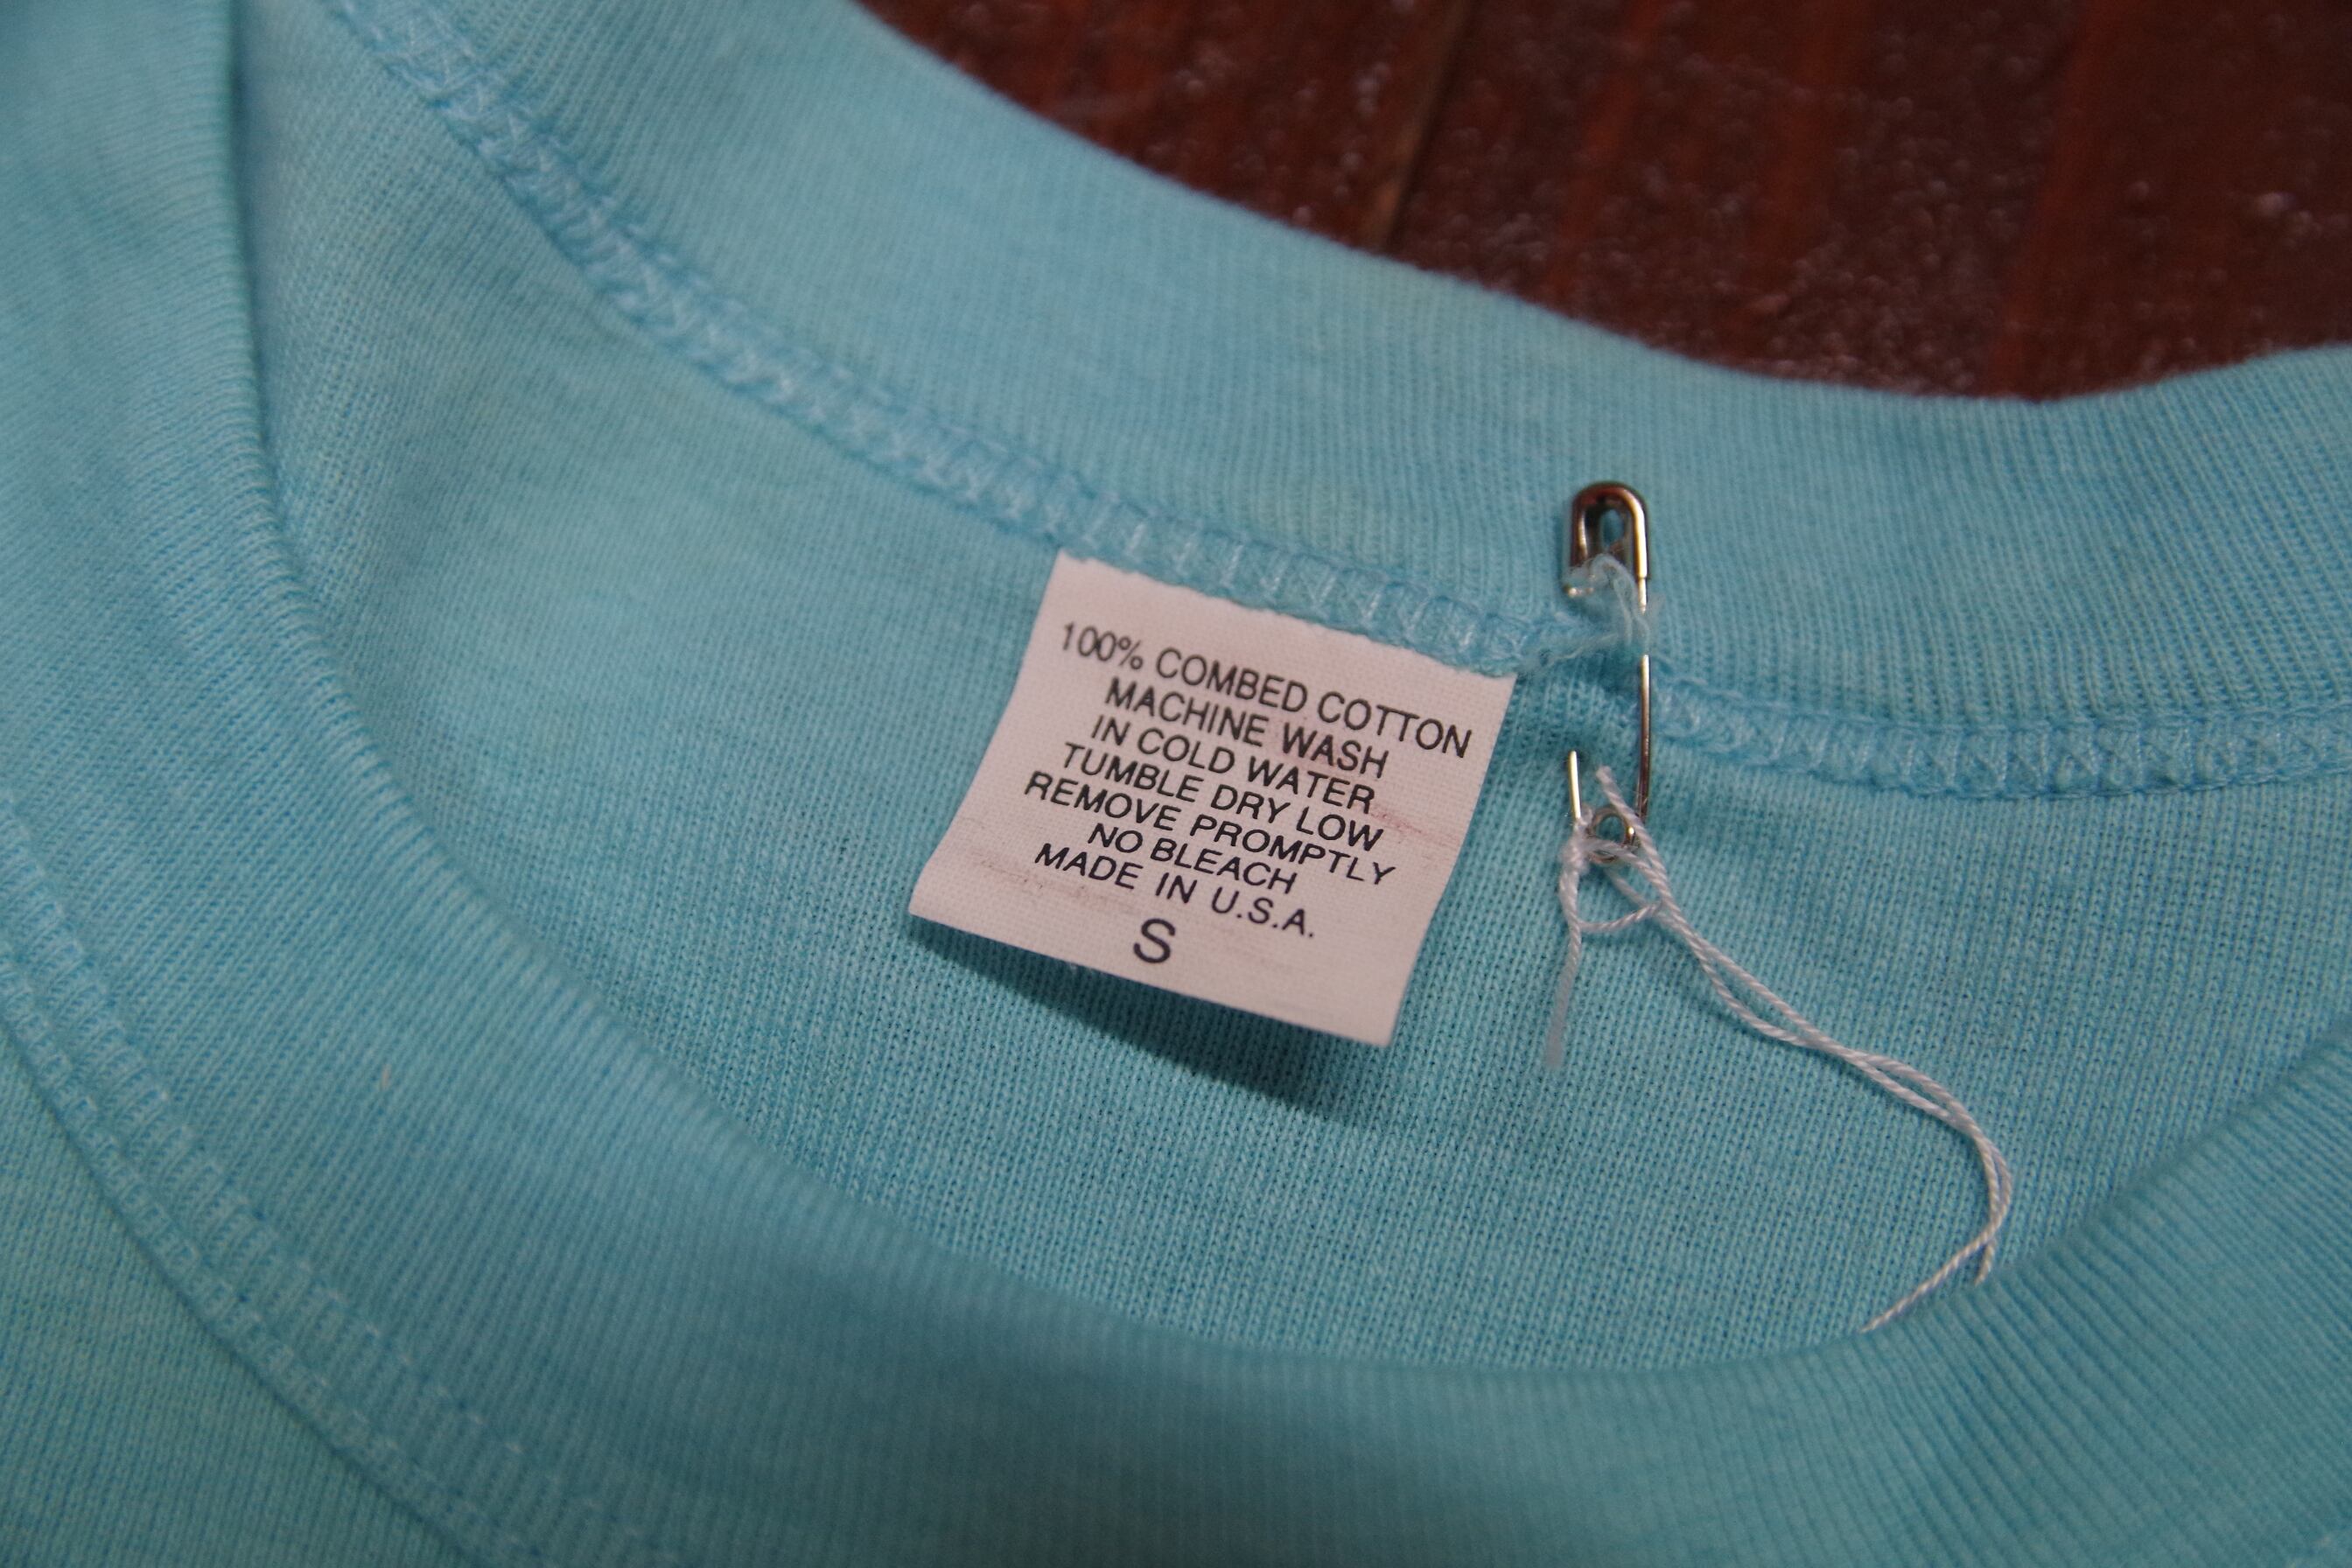 100% COMBED COTTON
MACHINE WASH
IN COLD WATER
TUMBLE DRY LOW
REMOVE PROMPTLY
NO BLEACH
MADE IN U.S.A.
S